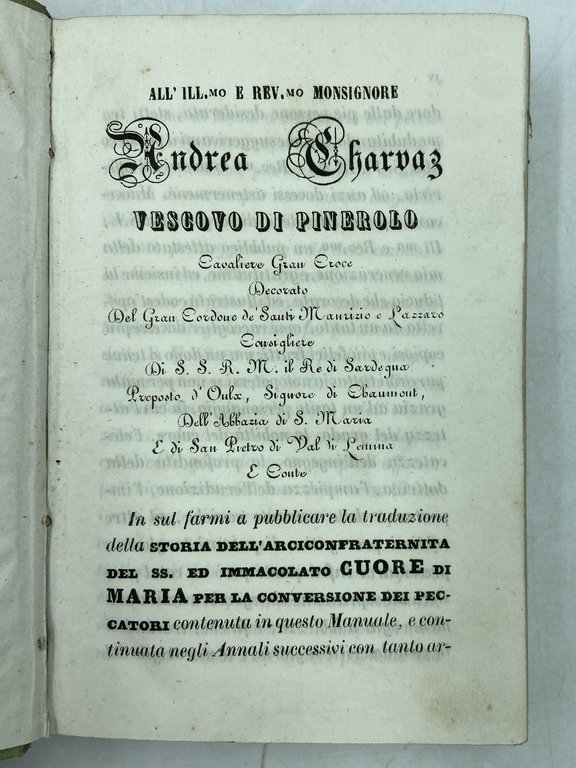 ALL' ILL.MO E REV.MO MONSIGNORE
Andrea Charvaz
VESCOVO DI PINEROLO
Cavaliere Gran Croce
Decorato
Del Gran Cordone de' Santi Maurizio e Lazzaro
Consigliere
Di S. S. R. M. il Re di Sardegna
Proposto d'Oulx, Signore di Chaumont,
Dell'Abbazia di S. Maria
E di San Pietro di Val di Lemina
E Conte
In sul farmi a pubblicare la traduzione
della STORIA DELL'ARCICONFRATERNITA
DEL SS. ED IMMACOLATO CUORE DI
MARIA PER LA CONVERSIONE DEI PEC-
CATORI contenuta in questo Manuale, e con-
tinuata negli Annali successivi con tanto ar-